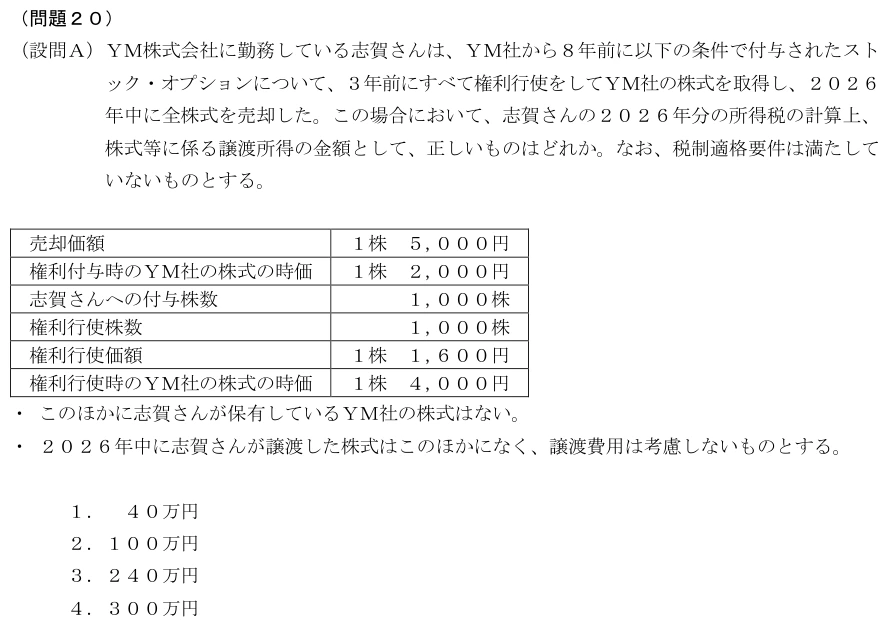 （問題２０）
（設問Ａ）ＹＭ株式会社に勤務している志賀さんは、ＹＭ社から８年前に以下の条件で付与されたスト
ック・オプションについて、３年前にすべて権利行使をしてＹＭ社の株式を取得し、２０２６
年中に全株式を売却した。この場合において、志賀さんの２０２６年分の所得税の計算上、
株式等に係る譲渡所得の金額として、正しいものはどれか。なお、税制適格要件は満たして
いないものとする。
売却価額 １株 ５,０００円
権利付与時のＹＭ社の株式の時価 １株 ２,０００円
志賀さんへの付与株数 １,０００株
権利行使株数 １,０００株
権利行使価額 １株 １,６００円
権利行使時のＹＭ社の株式の時価 １株 ４,０００円
・ このほかに志賀さんが保有しているＹＭ社の株式はない。
・ ２０２６年中に志賀さんが譲渡した株式はこのほかになく、譲渡費用は考慮しないものとする。
１． ４０万円
２．１００万円
３．２４０万円
４．３００万円